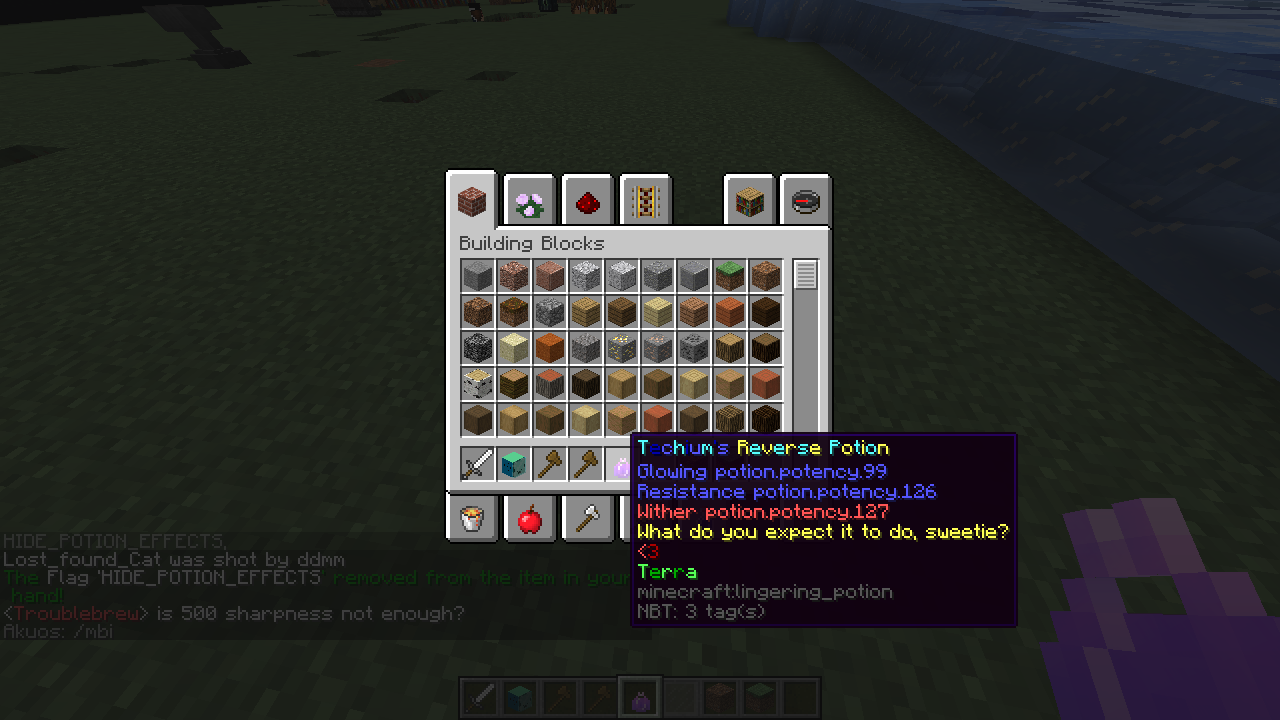 Building Blocks
Techium's Reverse Potion
Glowing potion.potency.99
Resistance potion.potency.126
Wither potion.potency.127
What do you expect it to do, sweetie?
<3
Terra
minecraft:lingering_potion
NBT: 3 tag(s)
HIDE_POTION_EFFECTS,
Lost_found_Cat was shot by ddmm
The Flag 'HIDE_POTION_EFFECTS' removed from the item in your
hand!
<Troublebrew> is 500 sharpness not enough?
Akuos: /mbi